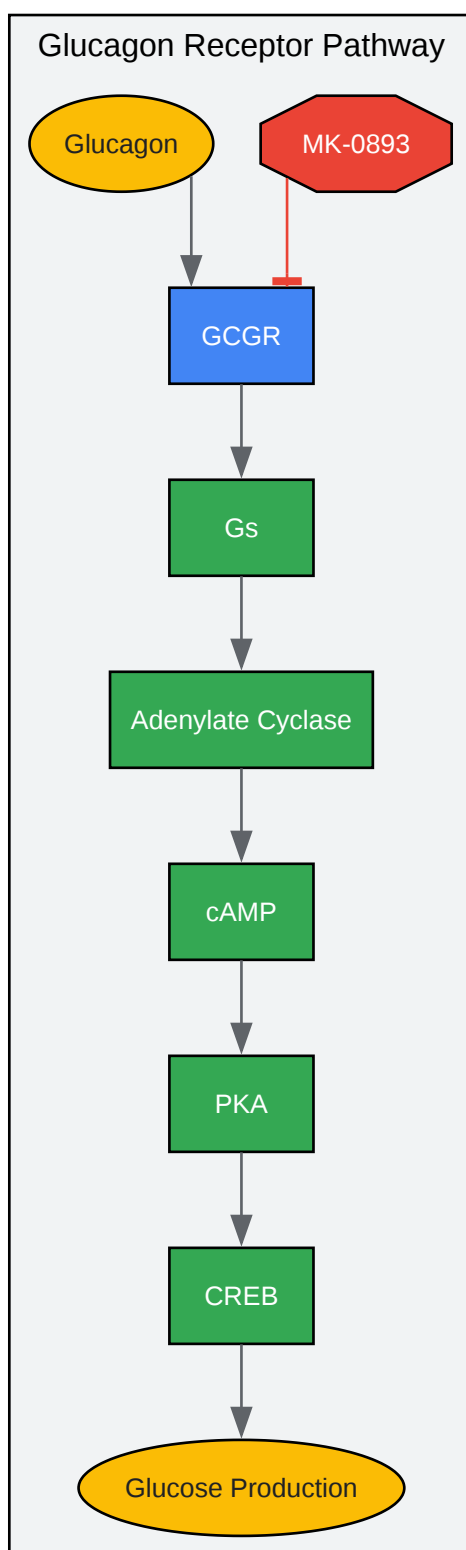 Glucagon Receptor Pathway
Glucagon
MK-0893
GCGR
Gs
Adenylate Cyclase
cAMP
PKA
CREB
Glucose Production